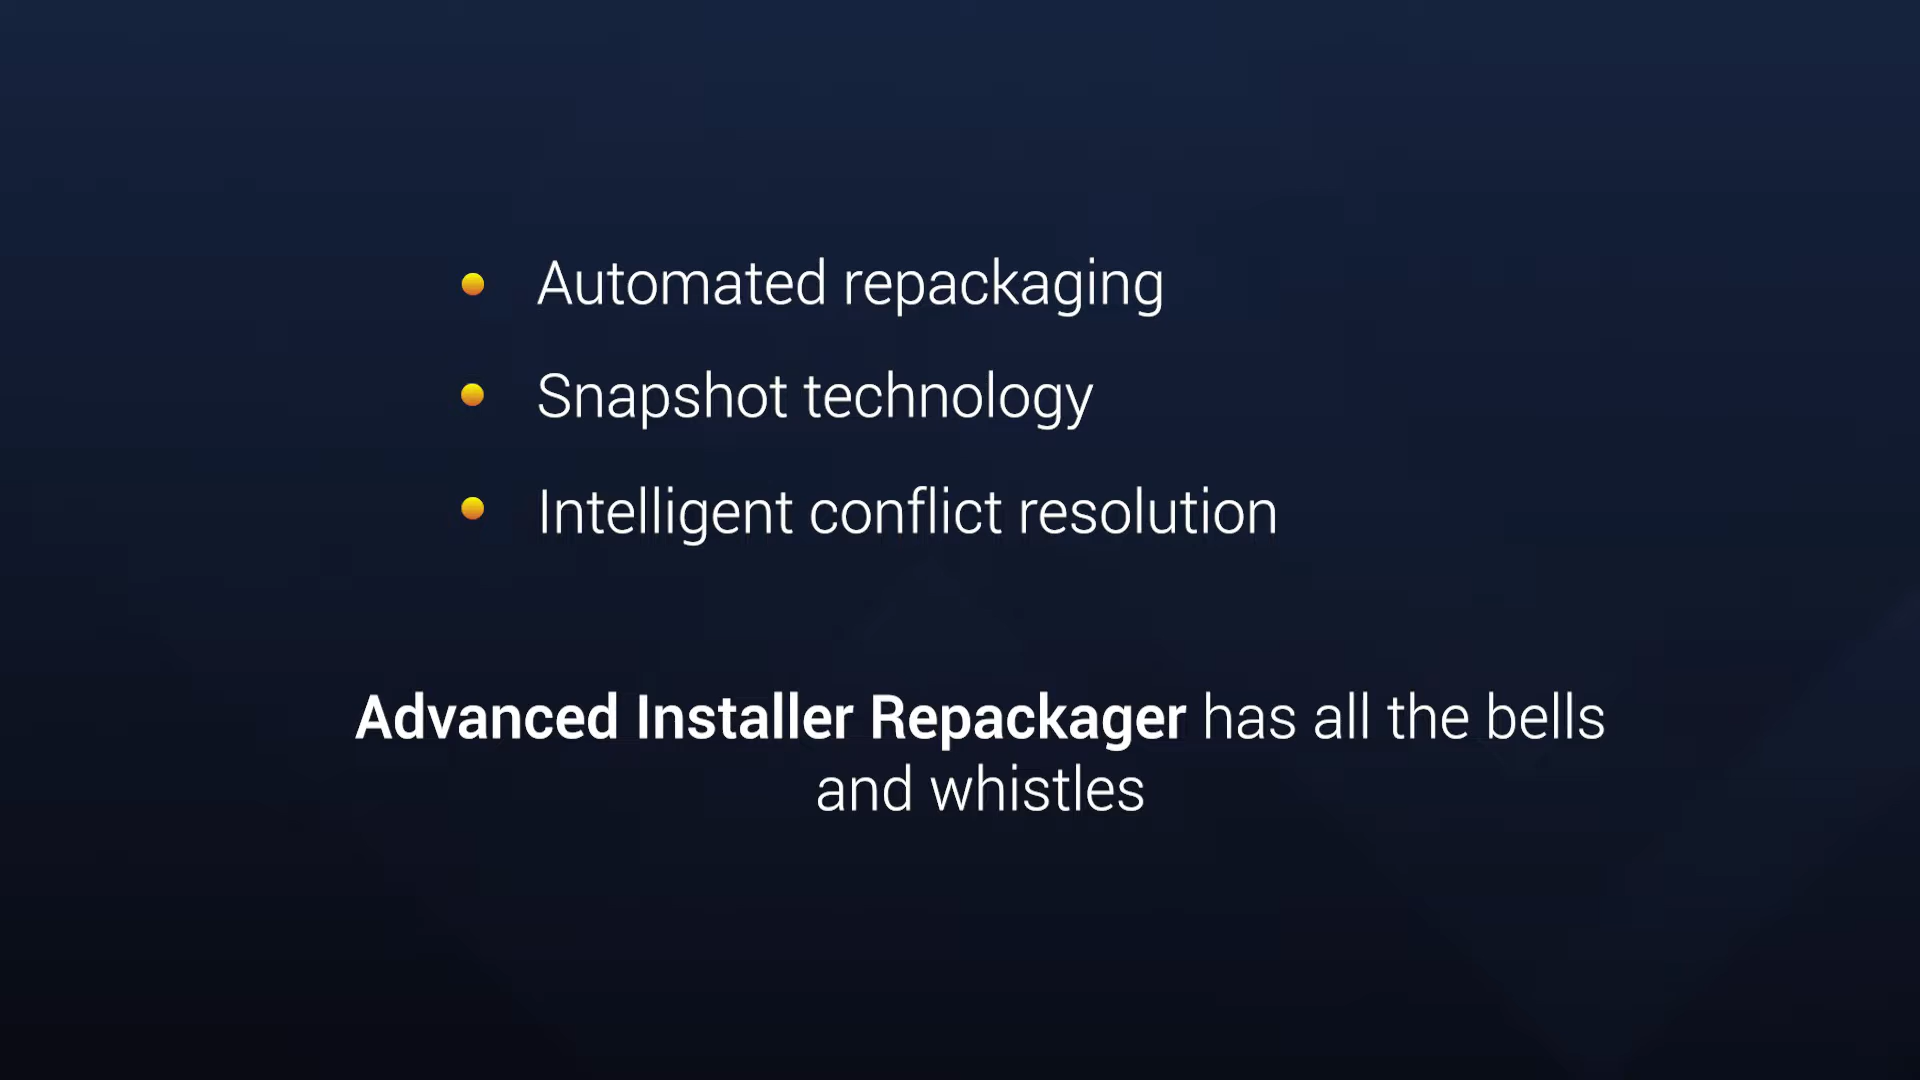 Automated repackaging
Snapshot technology
Intelligent conflict resolution
Advanced Installer Repackager has all the bells
and whistles